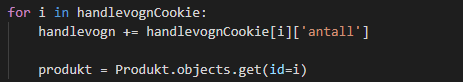 for i in handlevognCookie:
    handlevogn += handlevognCookie[i]['antall']
    produkt = Produkt.objects.get(id=i)